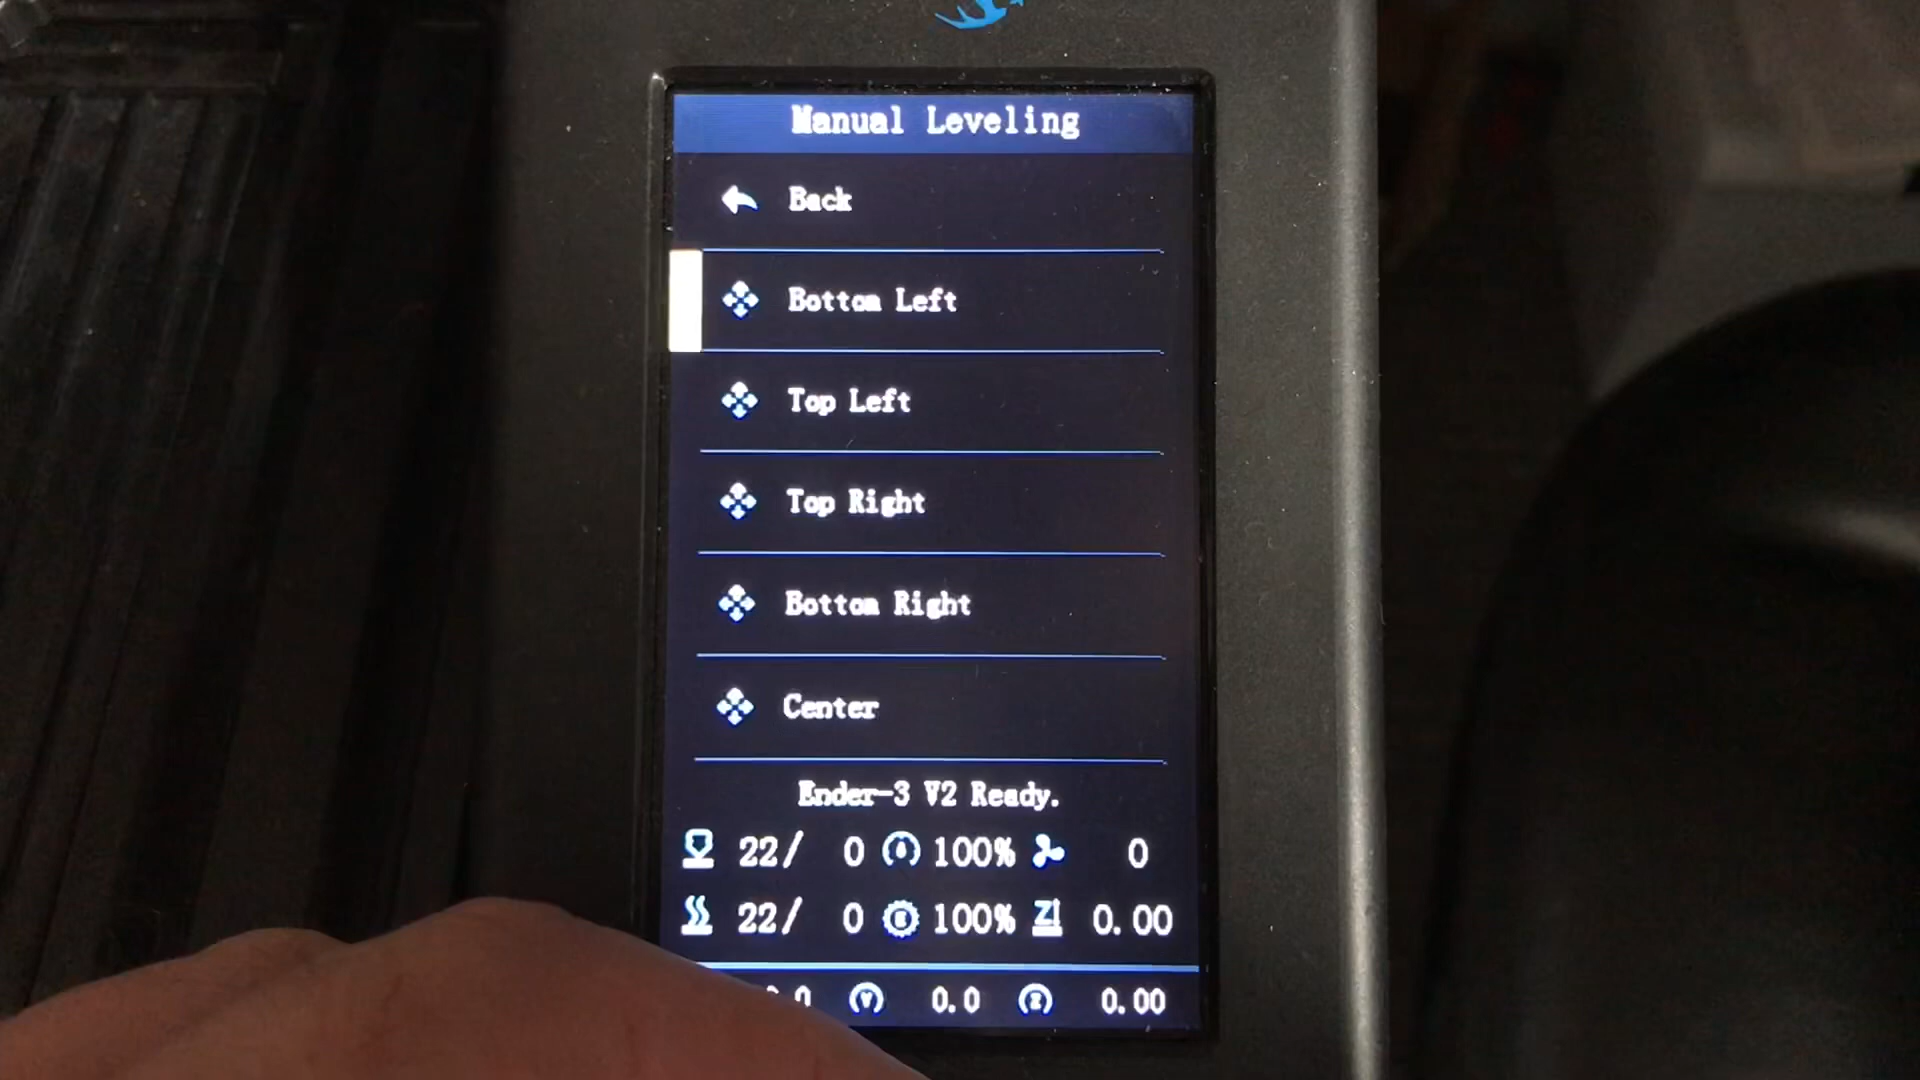 Manual Leveling
Back
Bottom Left
Top Left
Top Right
Bottom Right
Center
Ender-3 V2 Ready.
22/ 0 100% 0
22/ 0 E 100% Z 0.00
Y 0.0 Z 0.00